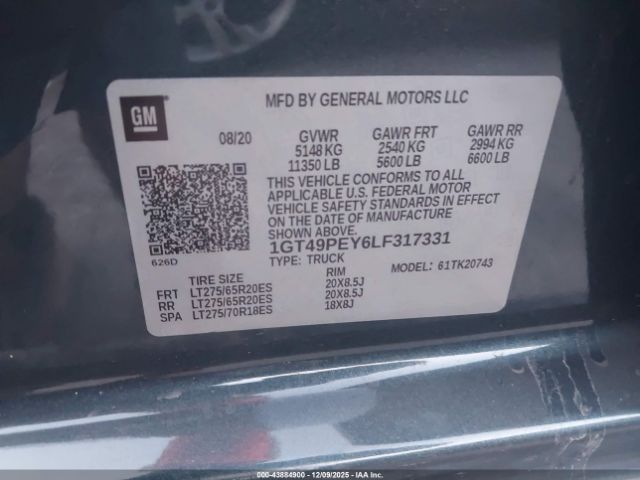 GM
MFD BY GENERAL MOTORS LLC
08/20 GVWR GAWR FRT GAWR RR
5148 KG 2540 KG 2994 KG
11350 LB 5600 LB 6600 LB
THIS VEHICLE CONFORMS TO ALL
APPLICABLE U.S. FEDERAL MOTOR
VEHICLE SAFETY STANDARDS IN EFFECT
ON THE DATE OF MANUFACTURE
SHOWN ABOVE.
1GT49PEY6LF317331
626D TYPE: TRUCK MODEL: 61TK20743
TIRE SIZE RIM
FRT LT275/65R20ES 20X8.5J
RR LT275/65R20ES 20X8.5J
SPA LT275/70R18ES 18X8J
000-43884900 - 12/09/2025 - IAAI.COM